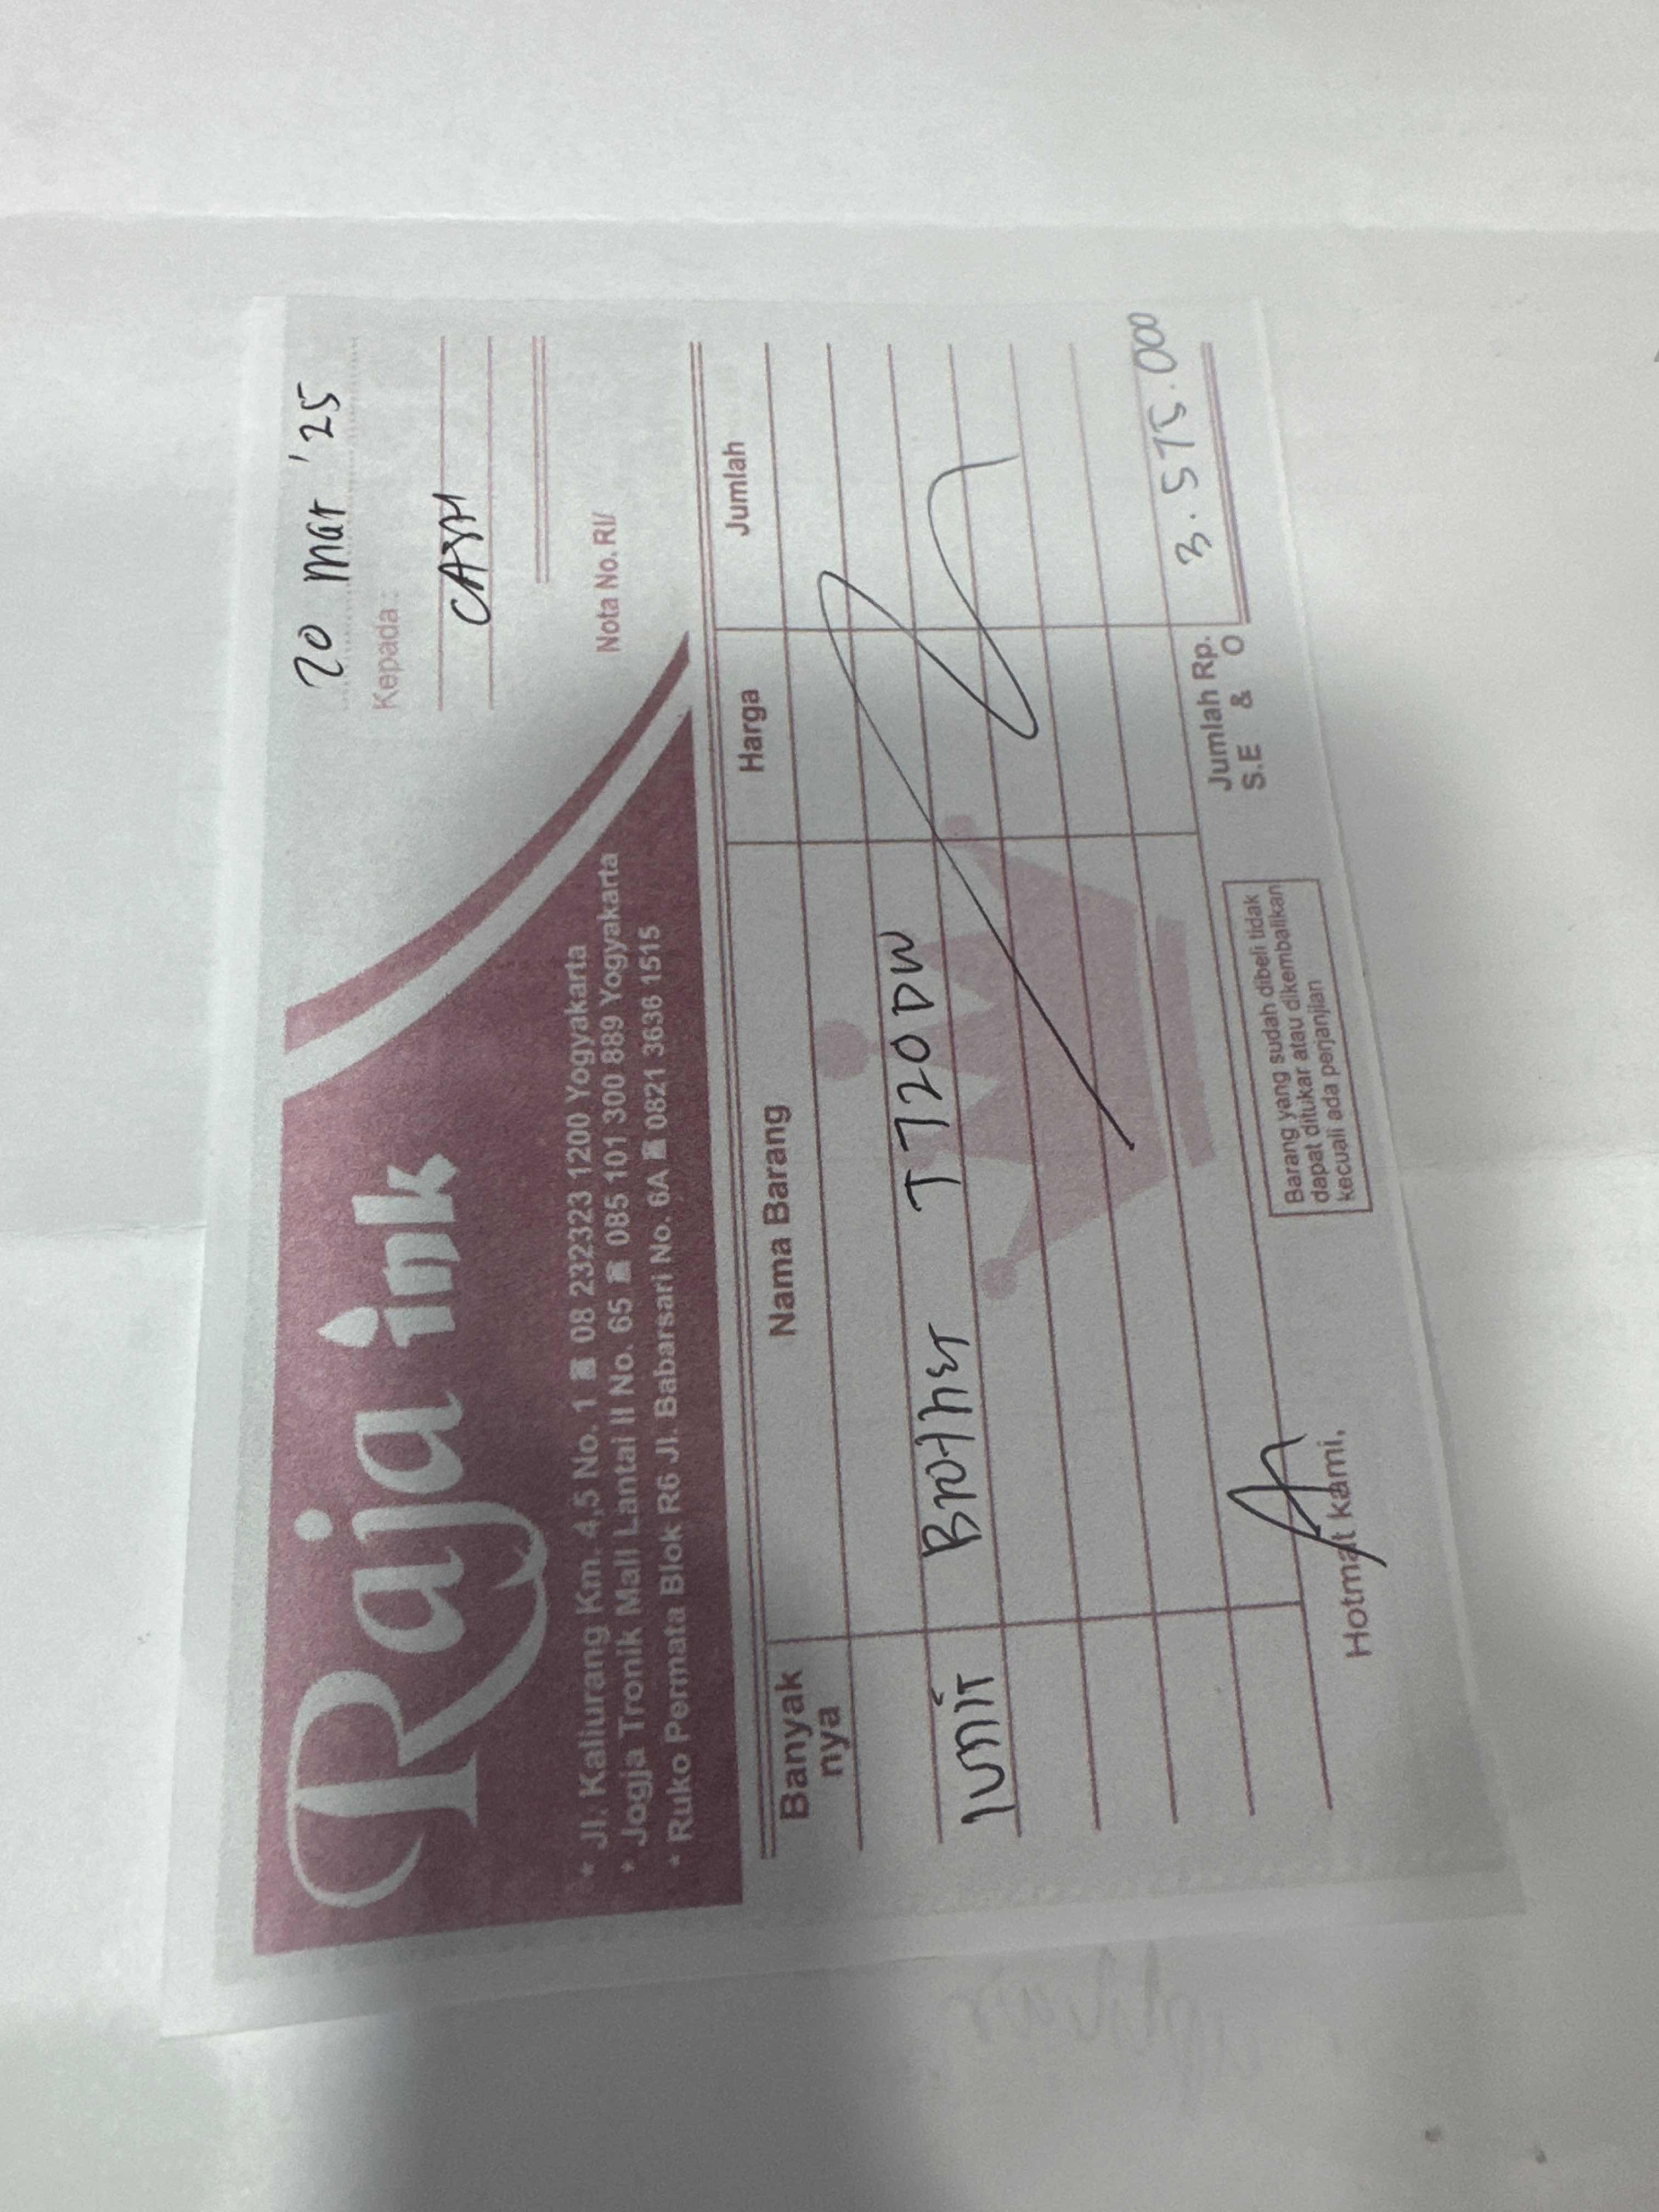 Raja ink
* Jl. Kaliurang Km. 4,5 No. 1 ☎ 08 232323 1200 Yogyakarta
* Jogja Tronik Mall Lantai II No. 65 ☎ 085 101 300 889 Yogyakarta
* Ruko Permata Blok R6 Jl. Babarsari No. 6A ☎ 0821 3636 1515
20 Mar '25
Kepada :
CASH
Nota No. RI/
Banyak nya Nama Barang Harga Jumlah
1 unit Brother T720DW
Jumlah Rp. 3.575.000
S.E & O
Barang yang sudah dibeli tidak
dapat ditukar atau dikembalikan
kecuali ada perjanjian
Hotmat kami,